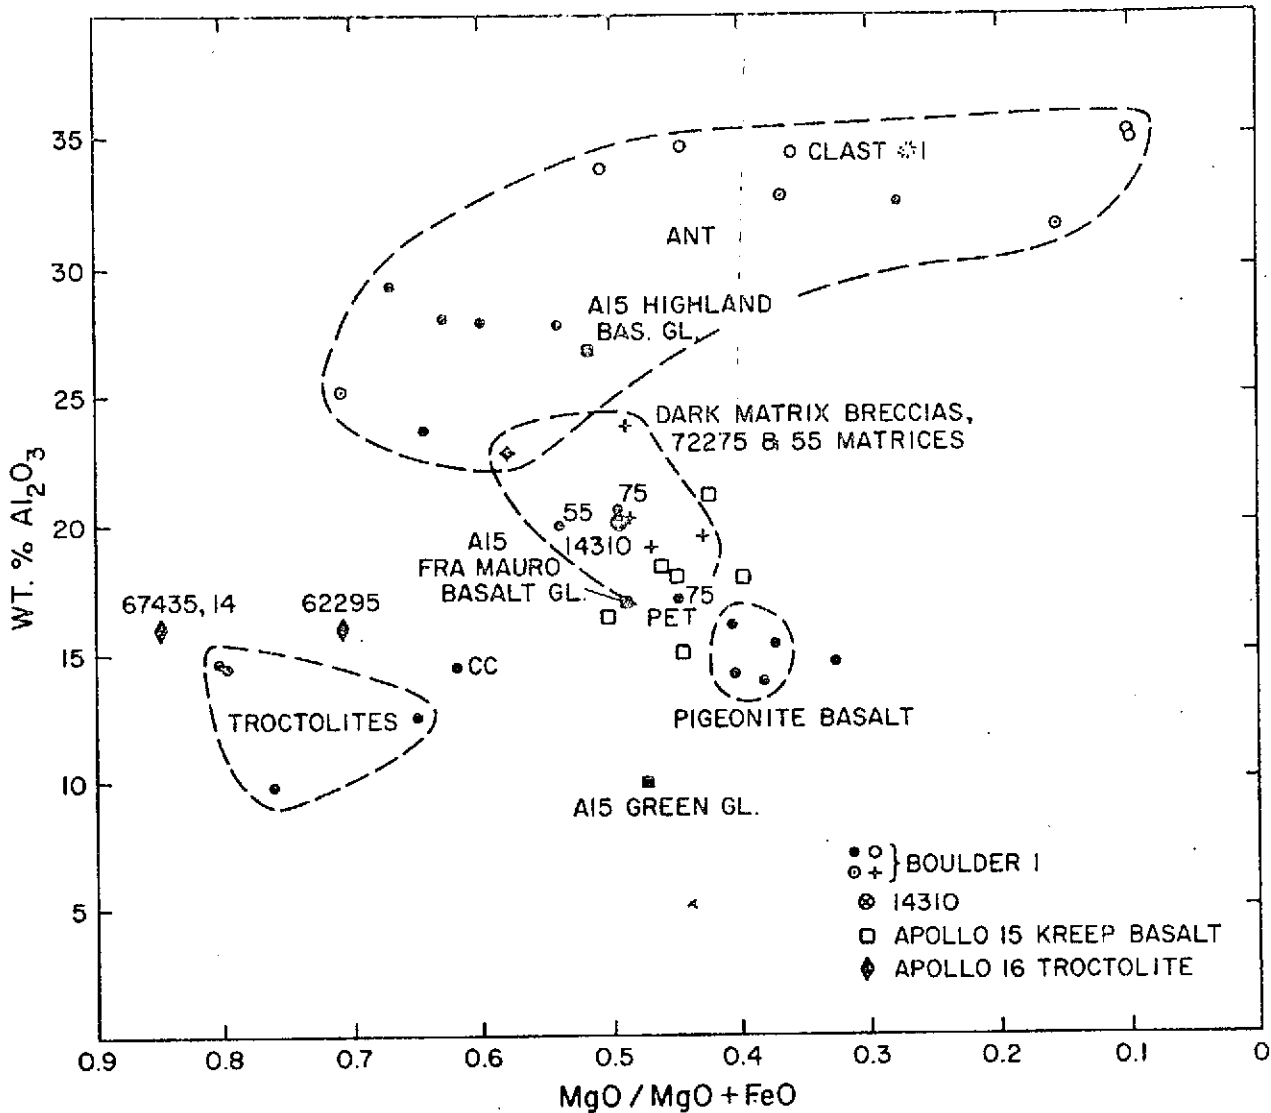 35
CLAST #1
ANT
30
A15 HIGHLAND
BAS. GL.
25
DARK MATRIX BRECCIAS,
72275 & 55 MATRICES
WT. % Al2O3
75
55
20
14310
A15
FRA MAURO
BASALT GL.
75
PET
67435,14
62295
15
CC
TROCTOLITES
PIGEONITE BASALT
10
A15 GREEN GL.
BOULDER 1
14310
5
APOLLO 15 KREEP BASALT
APOLLO 16 TROCTOLITE
0.9 0.8 0.7 0.6 0.5 0.4 0.3 0.2 0.1 0
MgO / MgO + FeO